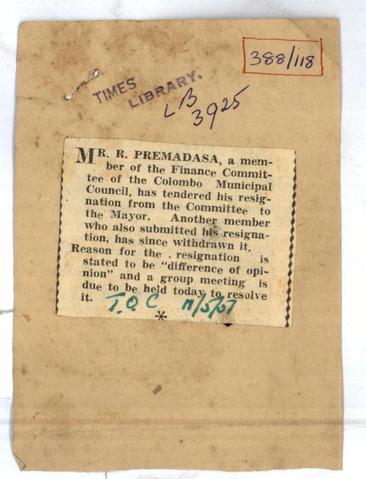 388/118
TIMES
LIBRARY.
LB
3925
MR. R. PREMADASA, a mem-
ber of the Finance Commit-
tee of the Colombo Municipal
Council, has tendered his resig-
nation from the Committee to
the Mayor. Another member
who also submitted his resigna-
tion, has since withdrawn it.
Reason for the resignation is
stated to be "difference of opi-
nion" and a group meeting is
due to be held today to resolve
it.
T.O.C